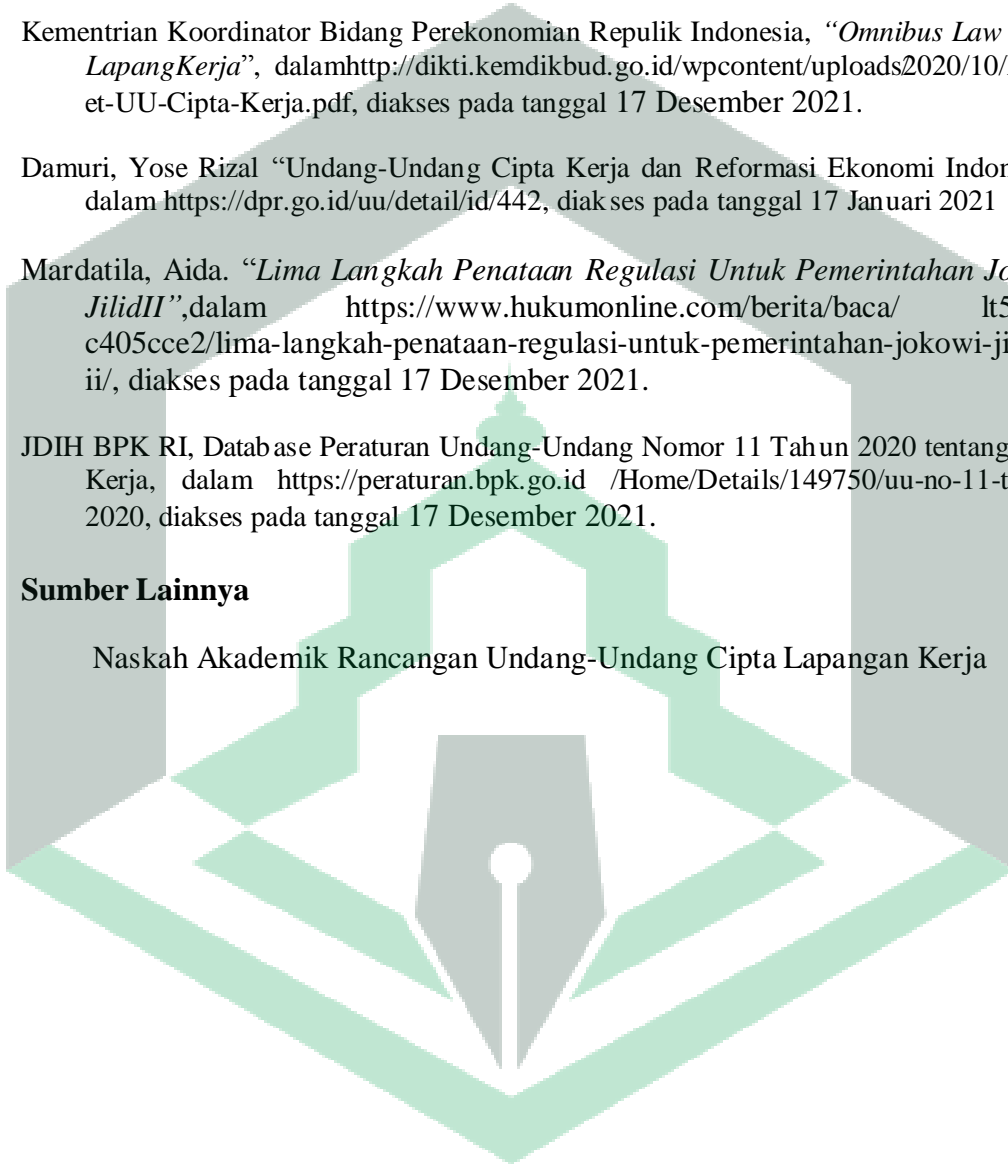 Kementrian Koordinator Bidang Perekonomian Repulik Indonesia, “Omnibus Law
LapangKerja”, dalamhttp://dikti.kemdikbud.go.id/wpcontent/uploads/2020/10/
et-UU-Cipta-Kerja.pdf, diakses pada tanggal 17 Desember 2021.
Damuri, Yose Rizal “Undang-Undang Cipta Kerja dan Reformasi Ekonomi Indon
dalam https://dpr.go.id/uu/detail/id/442, diakses pada tanggal 17 Januari 2021
Mardatila, Aida. “Lima Langkah Penataan Regulasi Untuk Pemerintahan Jo
JilidII”,dalam https://www.hukumonline.com/berita/baca/ lt5
c405cce2/lima-langkah-penataan-regulasi-untuk-pemerintahan-jokowi-ji
ii/, diakses pada tanggal 17 Desember 2021.
JDIH BPK RI, Database Peraturan Undang-Undang Nomor 11 Tahun 2020 tentang
Kerja, dalam https://peraturan.bpk.go.id /Home/Details/149750/uu-no-11-t
2020, diakses pada tanggal 17 Desember 2021.
Sumber Lainnya
Naskah Akademik Rancangan Undang-Undang Cipta Lapangan Kerja